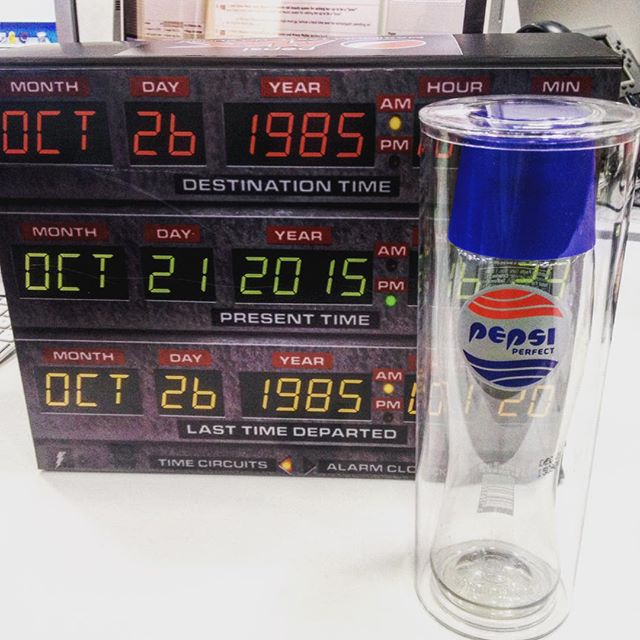 PEPSI
MONTH DAY YEAR HOUR MIN
OCT 26 1985 AM PM
DESTINATION TIME
MONTH DAY YEAR
OCT 21 2015 AM PM
PRESENT TIME
MONTH DAY YEAR
OCT 26 1985 AM PM 20
LAST TIME DEPARTED
TIME CIRCUITS ALARM CLO
PEPSI
PERFECT